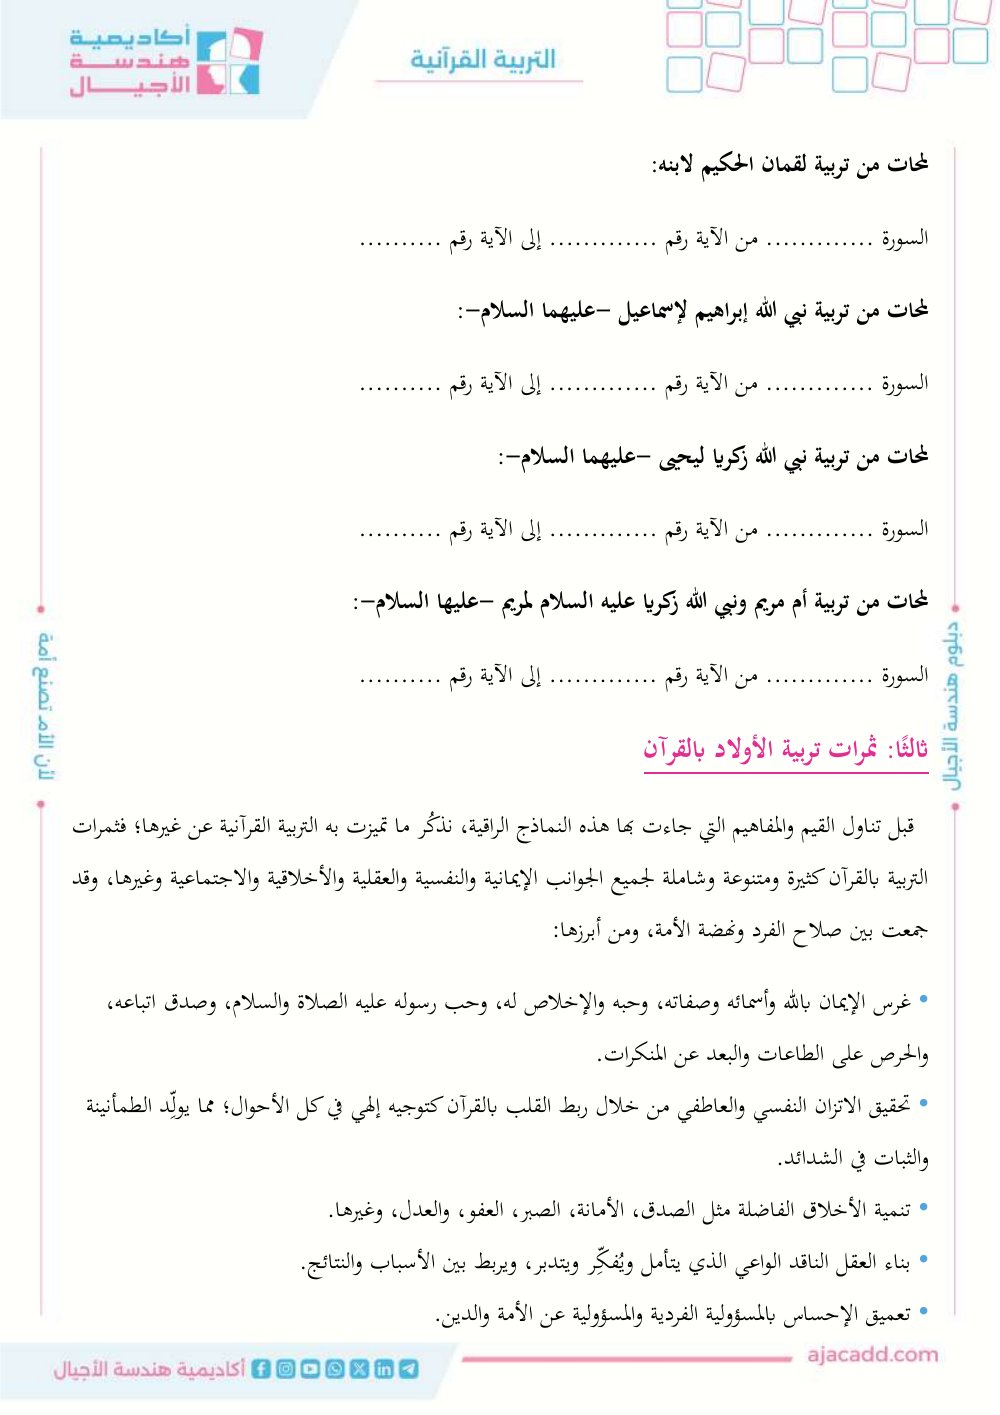 أكاديمية
هندسة
الأجيال
التربية القرآنية
لمحات من تربية لقمان الحكيم لابنه:
السورة ............. من الآية رقم ............. إلى الآية رقم ..........
لمحات من تربية نبي الله إبراهيم لإسماعيل –عليهما السلام–:
السورة ............. من الآية رقم ............. إلى الآية رقم ..........
لمحات من تربية نبي الله زكريا ليحيى –عليهما السلام–:
السورة ............. من الآية رقم ............. إلى الآية رقم ..........
لمحات من تربية أم مريم ونبي الله زكريا عليه السلام لمريم –عليها السلام–:
السورة ............. من الآية رقم ............. إلى الآية رقم ..........
ثالثًا: ثمرات تربية الأولاد بالقرآن
قبل تناول القيم والمفاهيم التي جاءت بها هذه النماذج الراقية، نذكُر ما تميزت به التربية القرآنية عن غيرها؛ فثمرات
التربية بالقرآن كثيرة ومتنوعة وشاملة لجميع الجوانب الإيمانية والنفسية والعقلية والأخلاقية والاجتماعية وغيرها، وقد
جمعت بين صلاح الفرد ونهضة الأمة، ومن أبرزها:
• غرس الإيمان بالله وأسمائه وصفاته، وحبه والإخلاص له، وحب رسوله عليه الصلاة والسلام، وصدق اتباعه،
والحرص على الطاعات والبعد عن المنكرات.
• تحقيق الاتزان النفسي والعاطفي من خلال ربط القلب بالقرآن كتوجيه إلهي في كل الأحوال؛ مما يولِّد الطمأنينة
والثبات في الشدائد.
• تنمية الأخلاق الفاضلة مثل الصدق، الأمانة، الصبر، العفو، والعدل، وغيرها.
• بناء العقل الناقد الواعي الذي يتأمل ويُفكِّر ويتدبر، ويربط بين الأسباب والنتائج.
• تعميق الإحساس بالمسؤولية الفردية والمسؤولية عن الأمة والدين.
دبلوم هندسة الأجيال
لأن الأم تصنع أمة
أكاديمية هندسة الأجيال
ajacadd.com